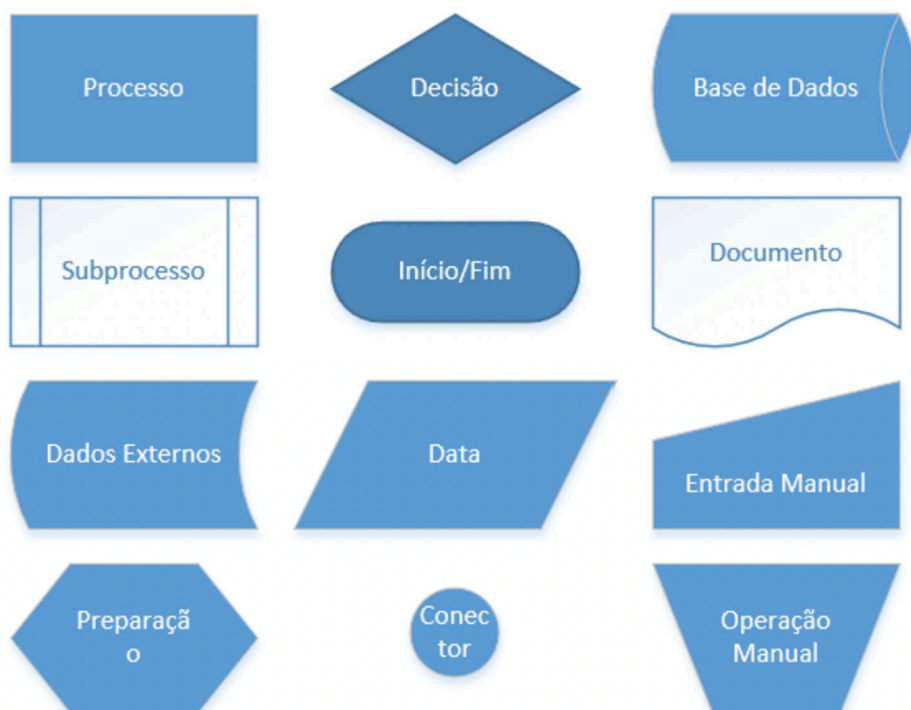 Processo
Decisão
Base de Dados
Subprocesso
Início/Fim
Documento
Dados Externos
Data
Entrada Manual
Preparaçã
o
Conec
tor
Operação
Manual